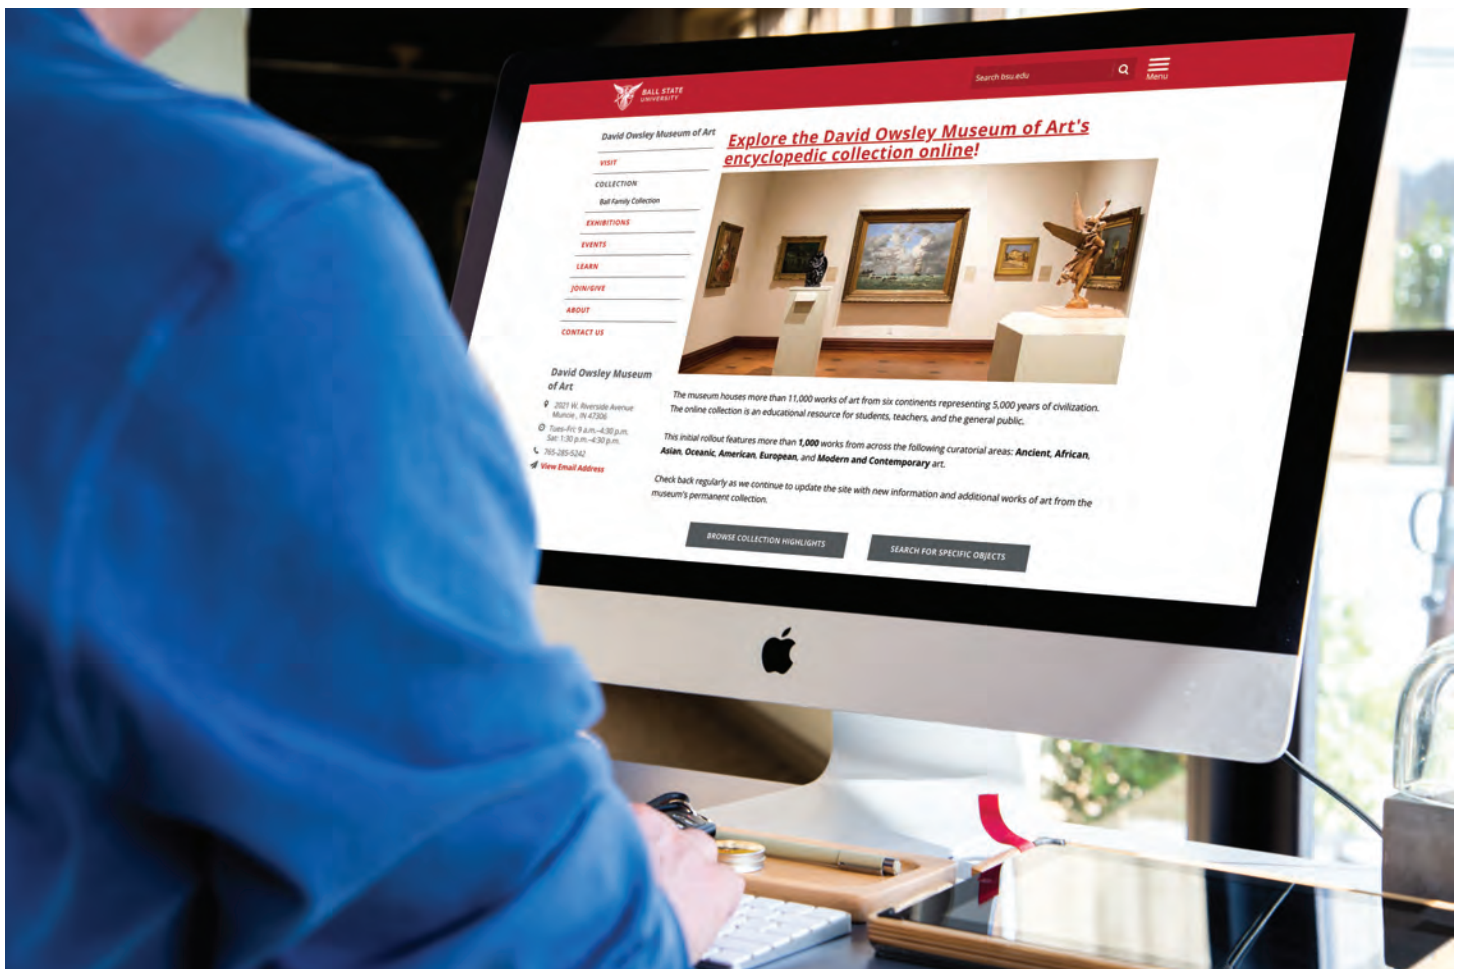 BALL STATE
UNIVERSITY
Search bsu.edu
Menu
David Owsley Museum of Art
VISIT
COLLECTION
Ball Family Collection
EXHIBITIONS
EVENTS
LEARN
JOIN/GIVE
ABOUT
CONTACT US
David Owsley Museum
of Art
2021 W. Riverside Avenue
Muncie, IN 47306
Tues–Fri: 9 a.m.–4:30 p.m.
Sat: 1:30 p.m.–4:30 p.m.
765-285-5242
View Email Address
Explore the David Owsley Museum of Art's
encyclopedic collection online!
The museum houses more than 11,000 works of art from six continents representing 5,000 years of civilization.
The online collection is an educational resource for students, teachers, and the general public.
This initial rollout features more than 1,000 works from across the following curatorial areas: Ancient, African,
Asian, Oceanic, American, European, and Modern and Contemporary art.
Check back regularly as we continue to update the site with new information and additional works of art from the
museum's permanent collection.
BROWSE COLLECTION HIGHLIGHTS
SEARCH FOR SPECIFIC OBJECTS